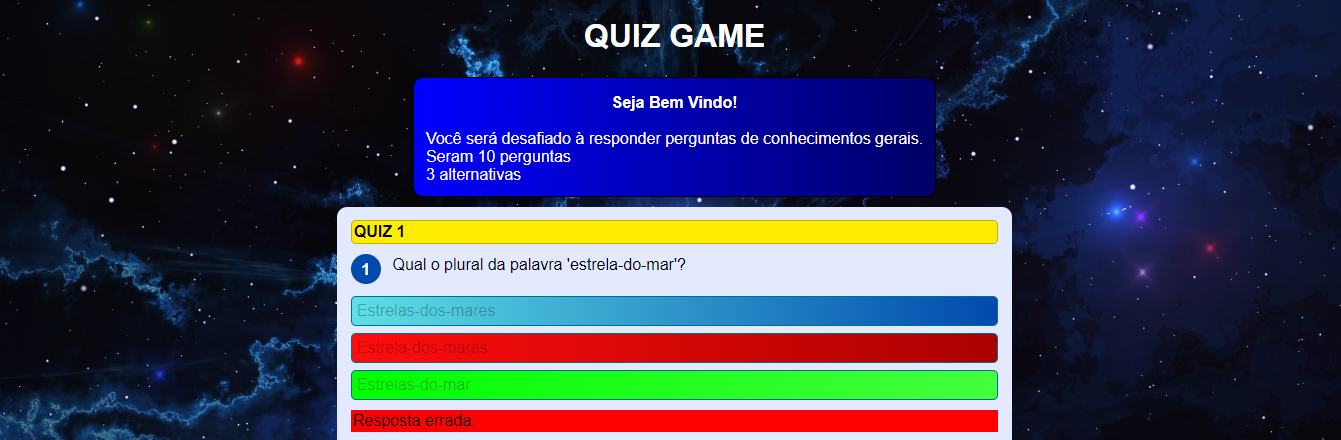 QUIZ GAME
Seja Bem Vindo!
Você será desafiado à responder perguntas de conhecimentos gerais.
Seram 10 perguntas
3 alternativas
QUIZ 1
1 Qual o plural da palavra 'estrela-do-mar'?
Estrelas-dos-mares
Estrela-dos-mares
Estrelas-do-mar
Resposta errada.